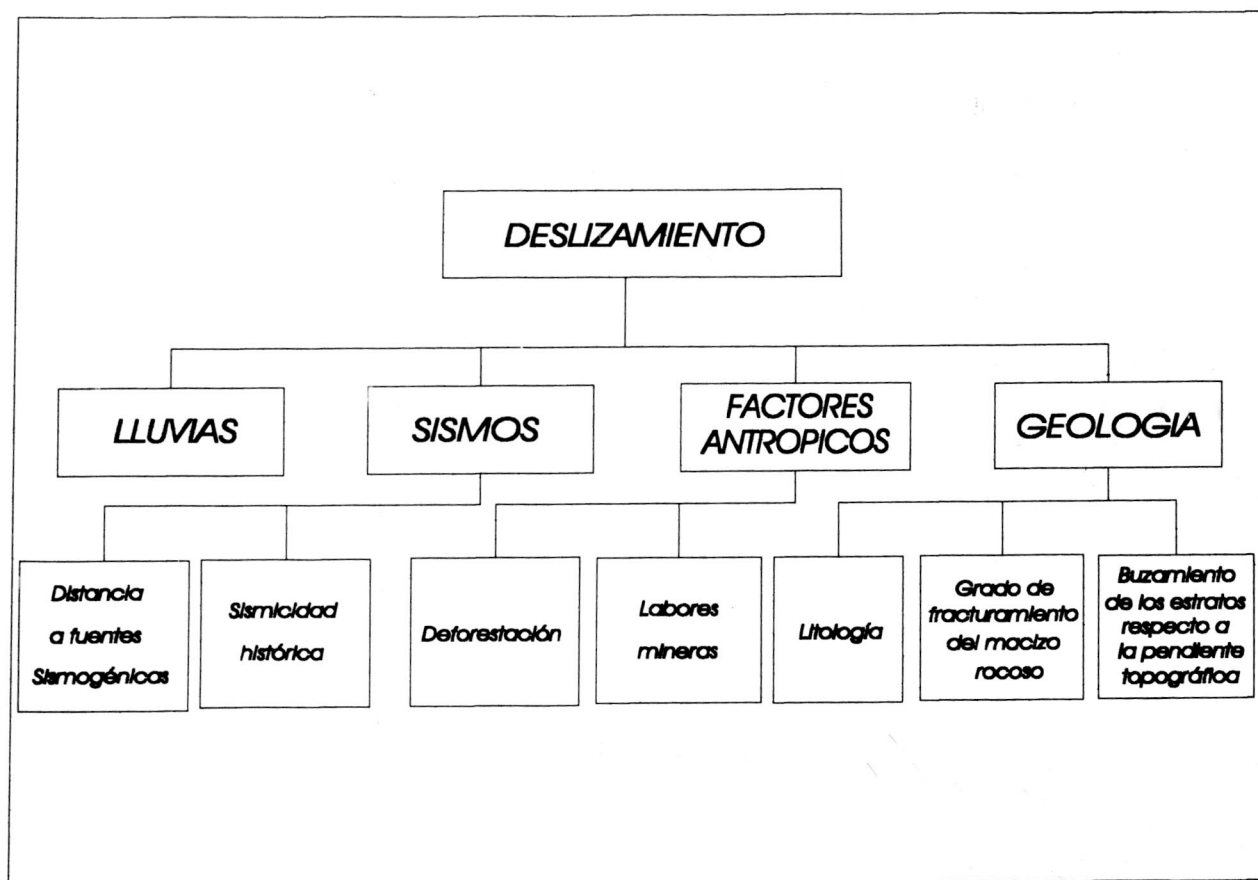 DESLIZAMIENTO
LLUVIAS
SISMOS
FACTORES
ANTROPICOS
GEOLOGIA
Distancia
a fuentes
Sismogénicas
Sismicidad
histórica
Deforestación
Labores
mineras
Litología
Grado de
fracturamiento
del macizo
rocoso
Buzamiento
de los estratos
respecto a
la pendiente
topográfica